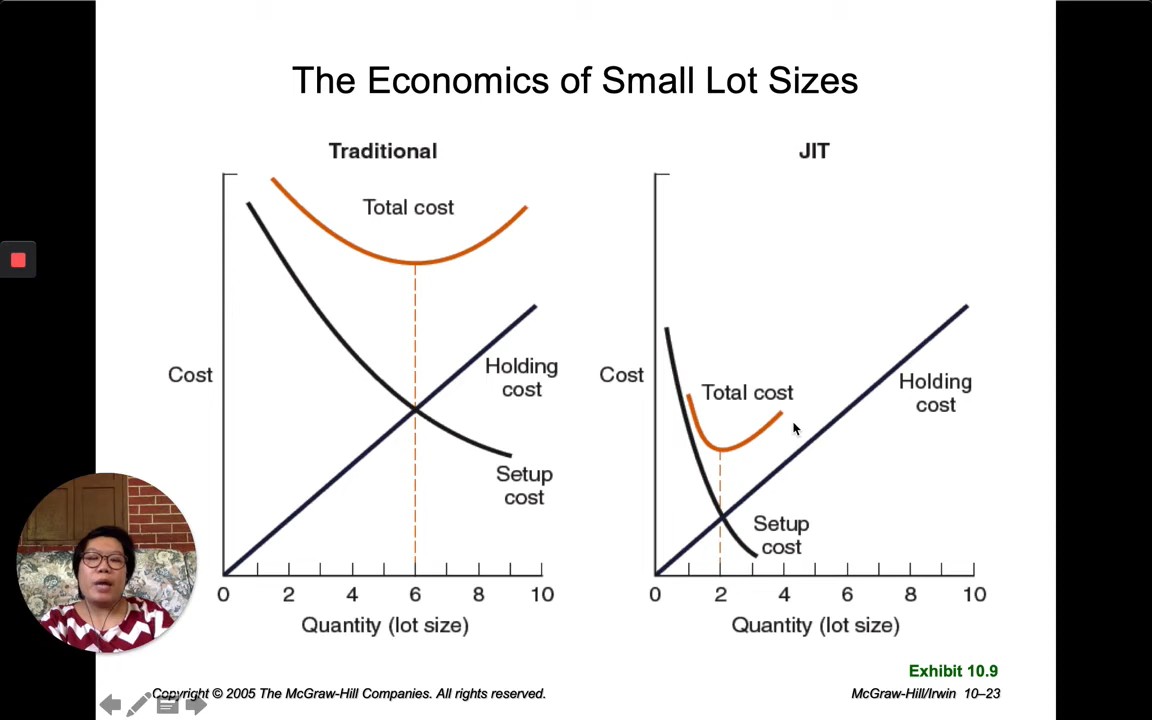 The Economics of Small Lot Sizes
Traditional
Total cost
Cost
Holding
cost
Setup
cost
0 2 4 6 8 10
Quantity (lot size)
JIT
Cost
Total cost
Holding
cost
Setup
cost
0 2 4 6 8 10
Quantity (lot size)
Exhibit 10.9
Copyright © 2005 The McGraw-Hill Companies. All rights reserved.
McGraw-Hill/Irwin 10–23